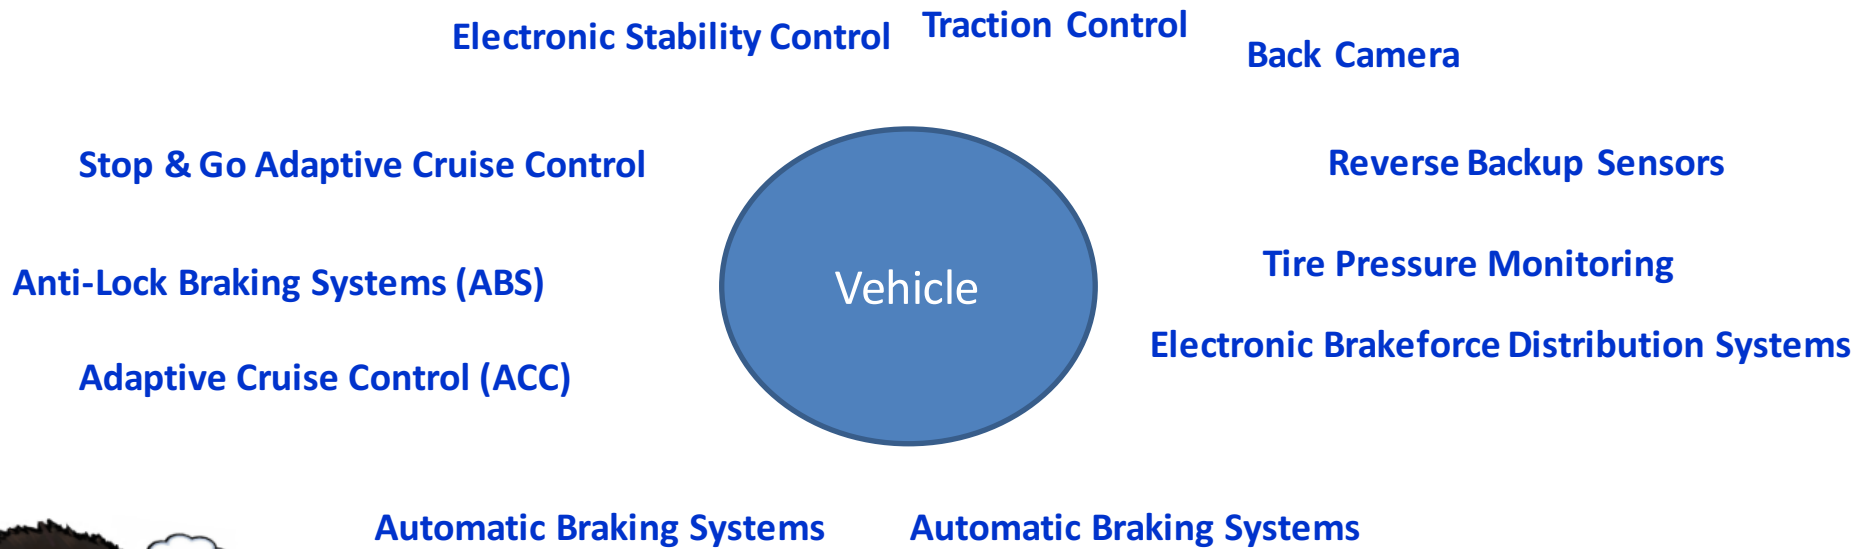 Electronic Stability Control
Traction Control
Back Camera
Stop & Go Adaptive Cruise Control
Reverse Backup Sensors
Anti-Lock Braking Systems (ABS)
Vehicle
Tire Pressure Monitoring
Electronic Brakeforce Distribution Systems
Adaptive Cruise Control (ACC)
Automatic Braking Systems
Automatic Braking Systems